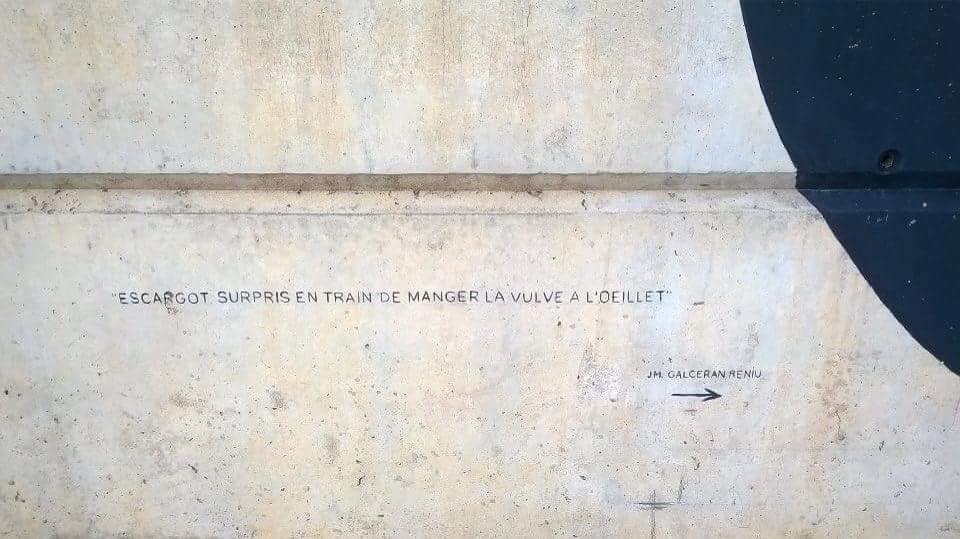 "ESCARGOT SURPRIS EN TRAIN DE MANGER LA VULVE A L'OEILLET"
JM. GALCERAN RENIU